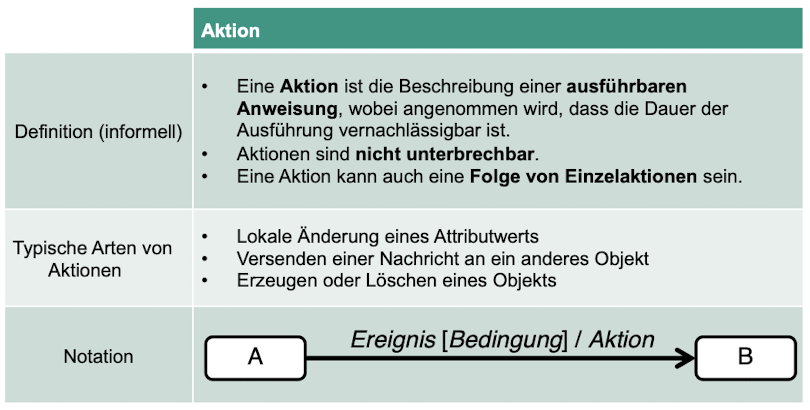 Aktion
Definition (informell)
• Eine Aktion ist die Beschreibung einer ausführbaren
Anweisung, wobei angenommen wird, dass die Dauer der
Ausführung vernachlässigbar ist.
• Aktionen sind nicht unterbrechbar.
• Eine Aktion kann auch eine Folge von Einzelaktionen sein.
Typische Arten von
Aktionen
• Lokale Änderung eines Attributwerts
• Versenden einer Nachricht an ein anderes Objekt
• Erzeugen oder Löschen eines Objekts
Notation
A
Ereignis [Bedingung] / Aktion
B